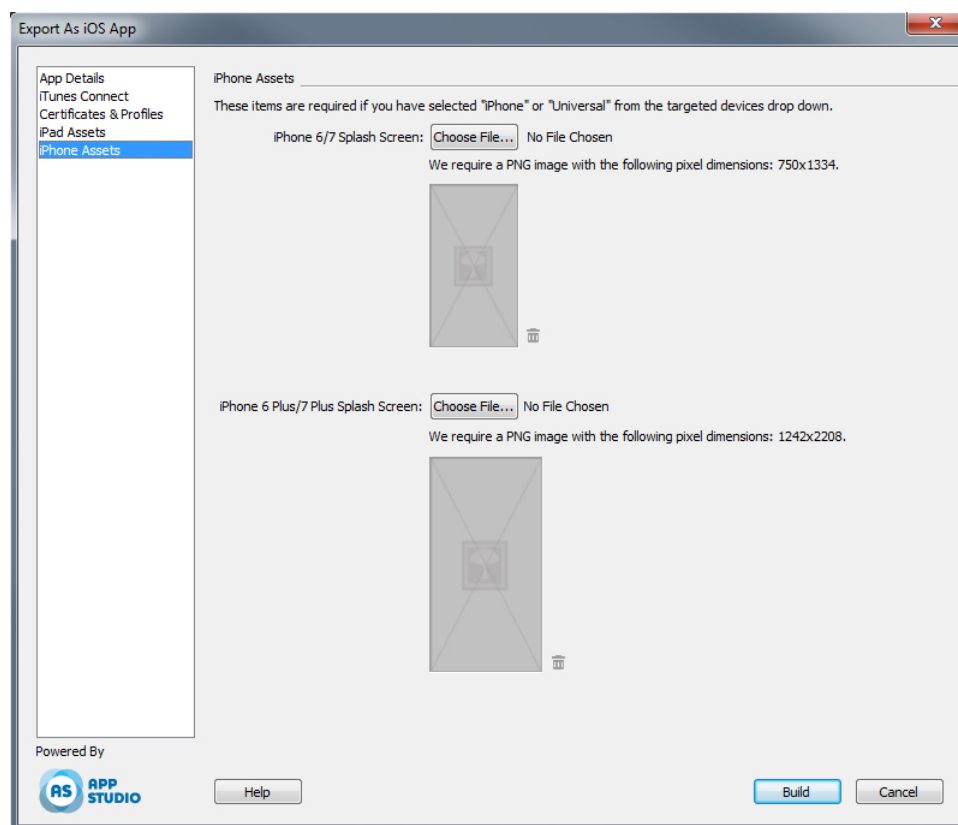 Export As iOS App
App Details
iTunes Connect
Certificates & Profiles
iPad Assets
iPhone Assets
iPhone Assets
These items are required if you have selected "iPhone" or "Universal" from the targeted devices drop down.
iPhone 6/7 Splash Screen: Choose File... No File Chosen
We require a PNG image with the following pixel dimensions: 750x1334.
iPhone 6 Plus/7 Plus Splash Screen: Choose File... No File Chosen
We require a PNG image with the following pixel dimensions: 1242x2208.
Powered By
AS APP
STUDIO
Help
Build
Cancel